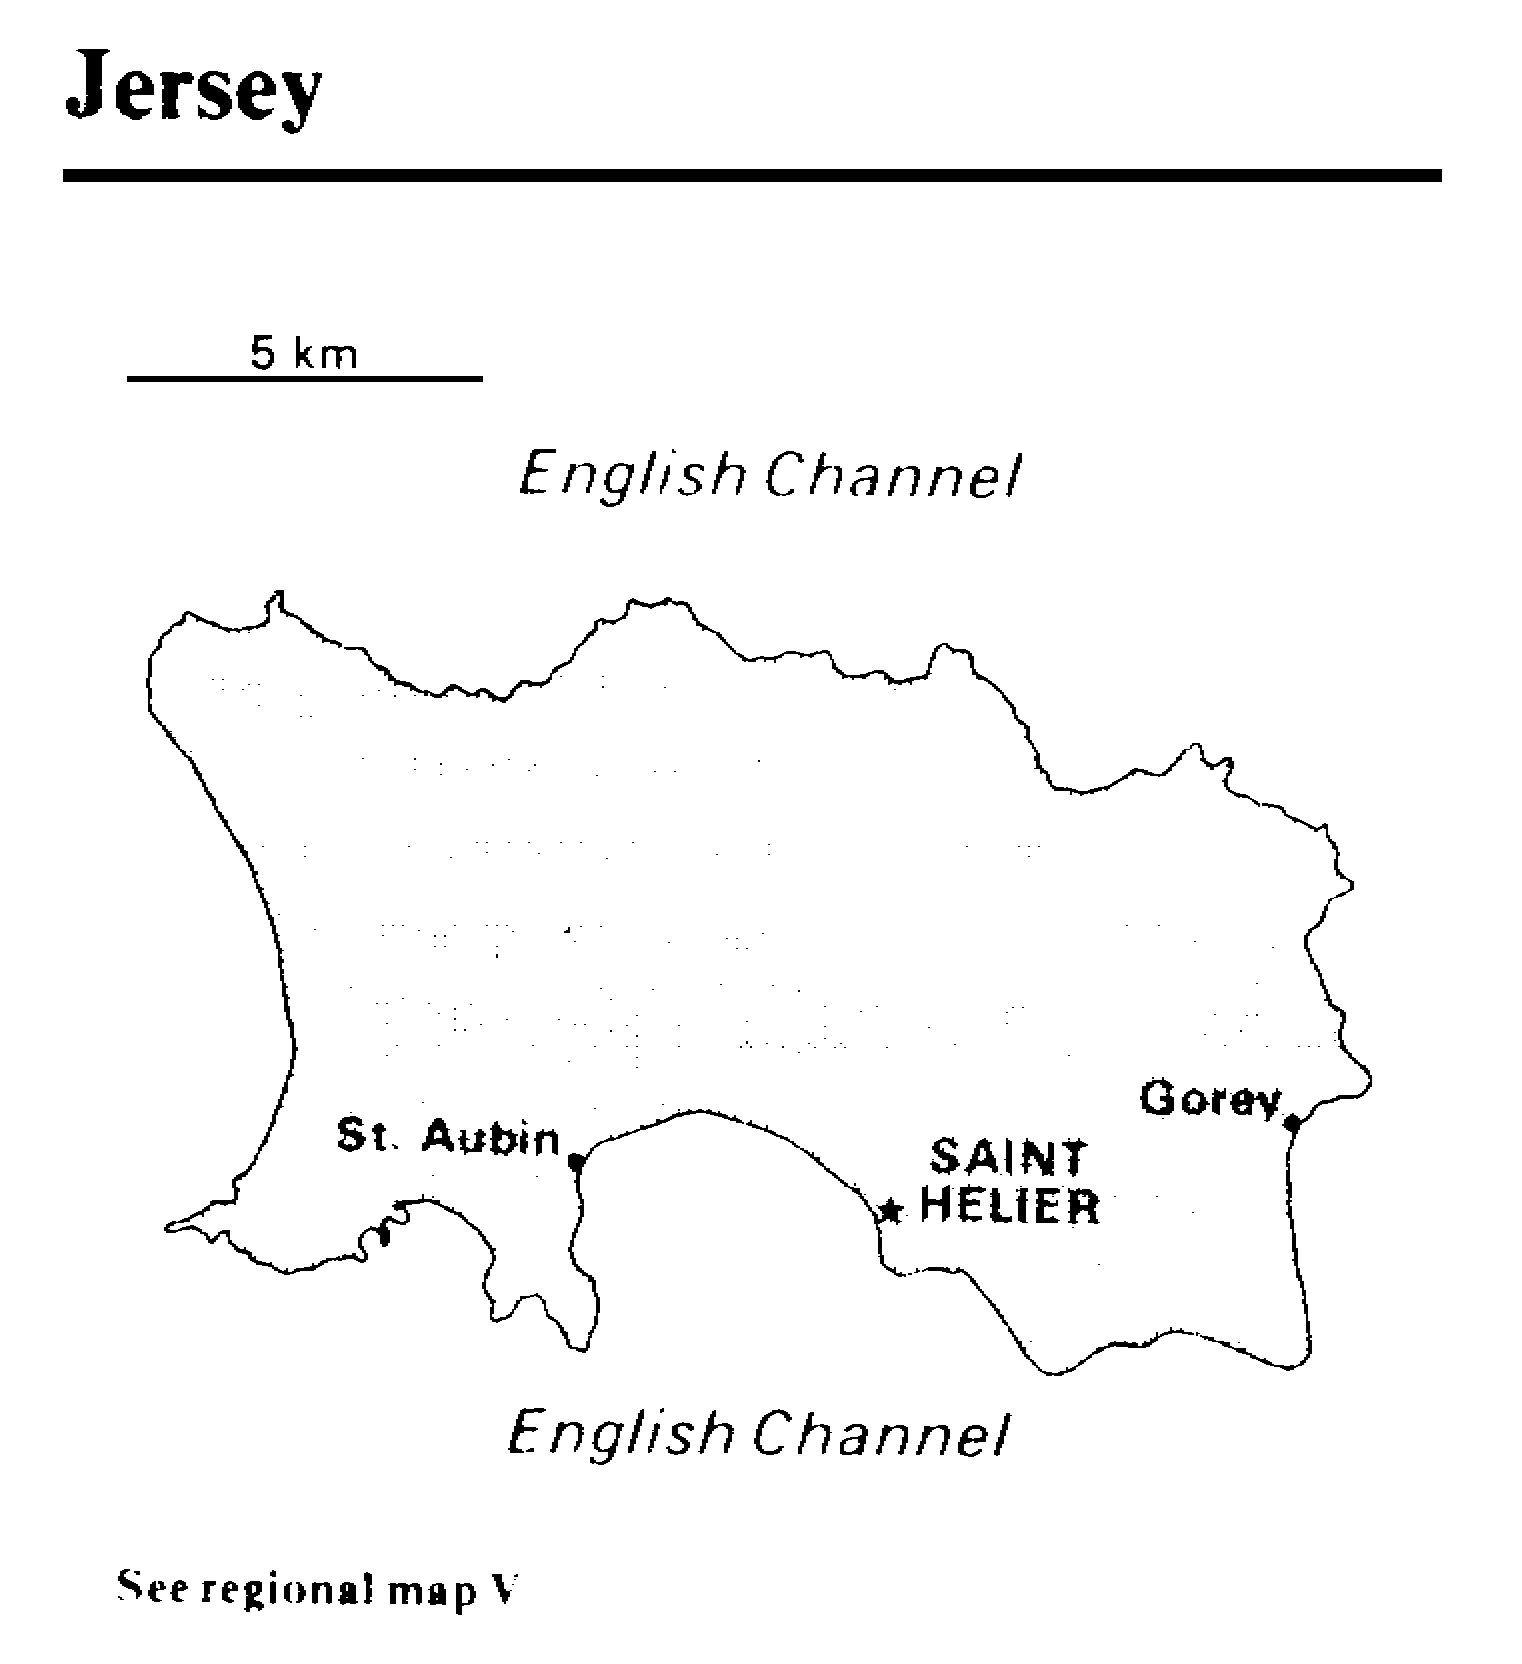 Jersey
5 km
English Channel
Gorey
St. Aubin
SAINT
HELIER
English Channel
See regional map V